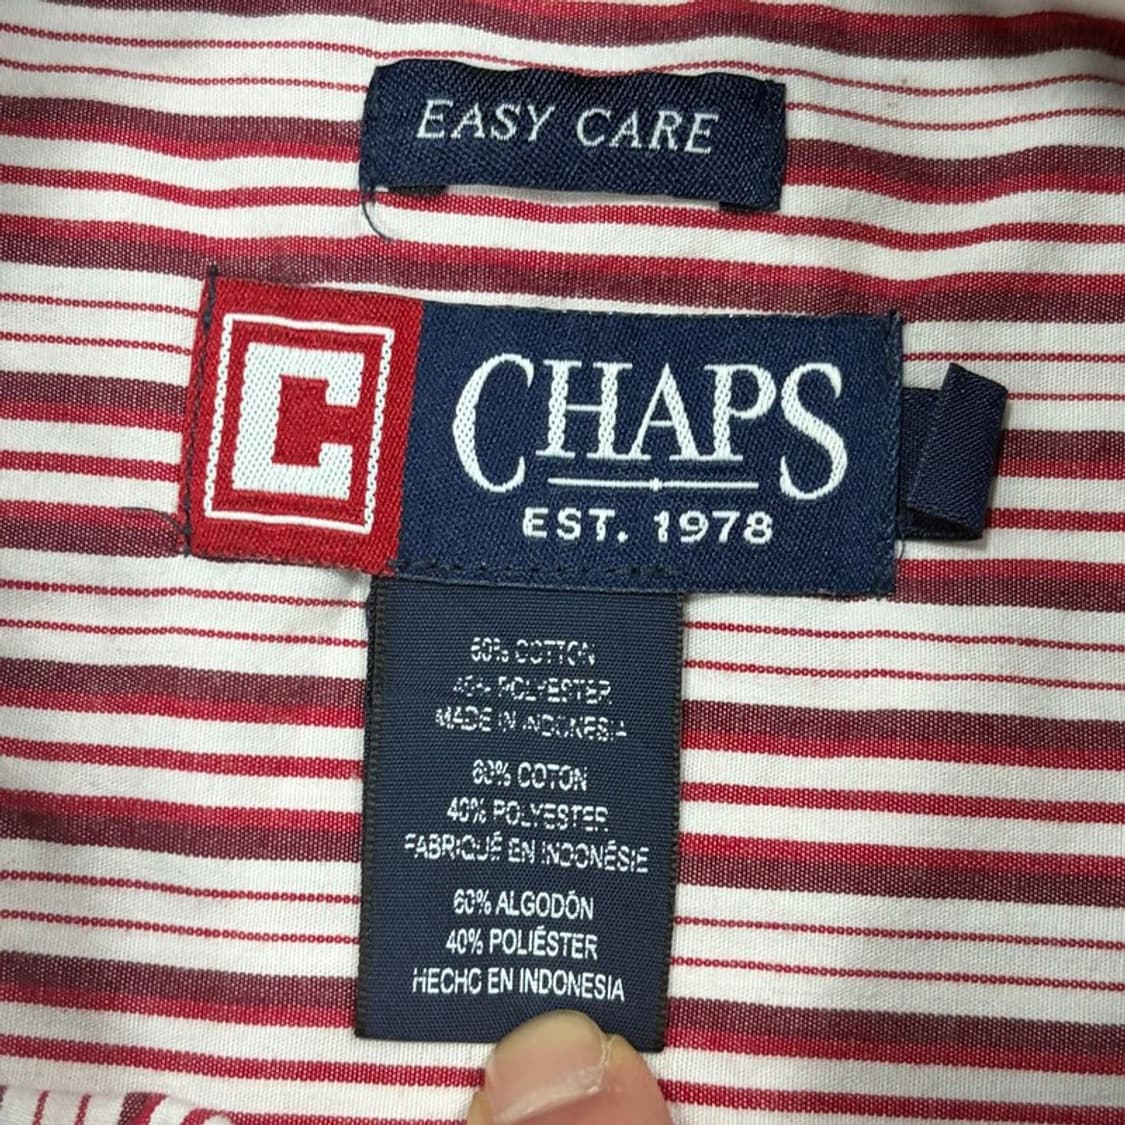 EASY CARE
C
CHAPS
EST. 1978
60% COTTON
40% POLYESTER
MADE IN INDONESIA
60% COTON
40% POLYESTER
FABRIQUÉ EN INDONÉSIE
60% ALGODÓN
40% POLIÉSTER
HECHO EN INDONESIA